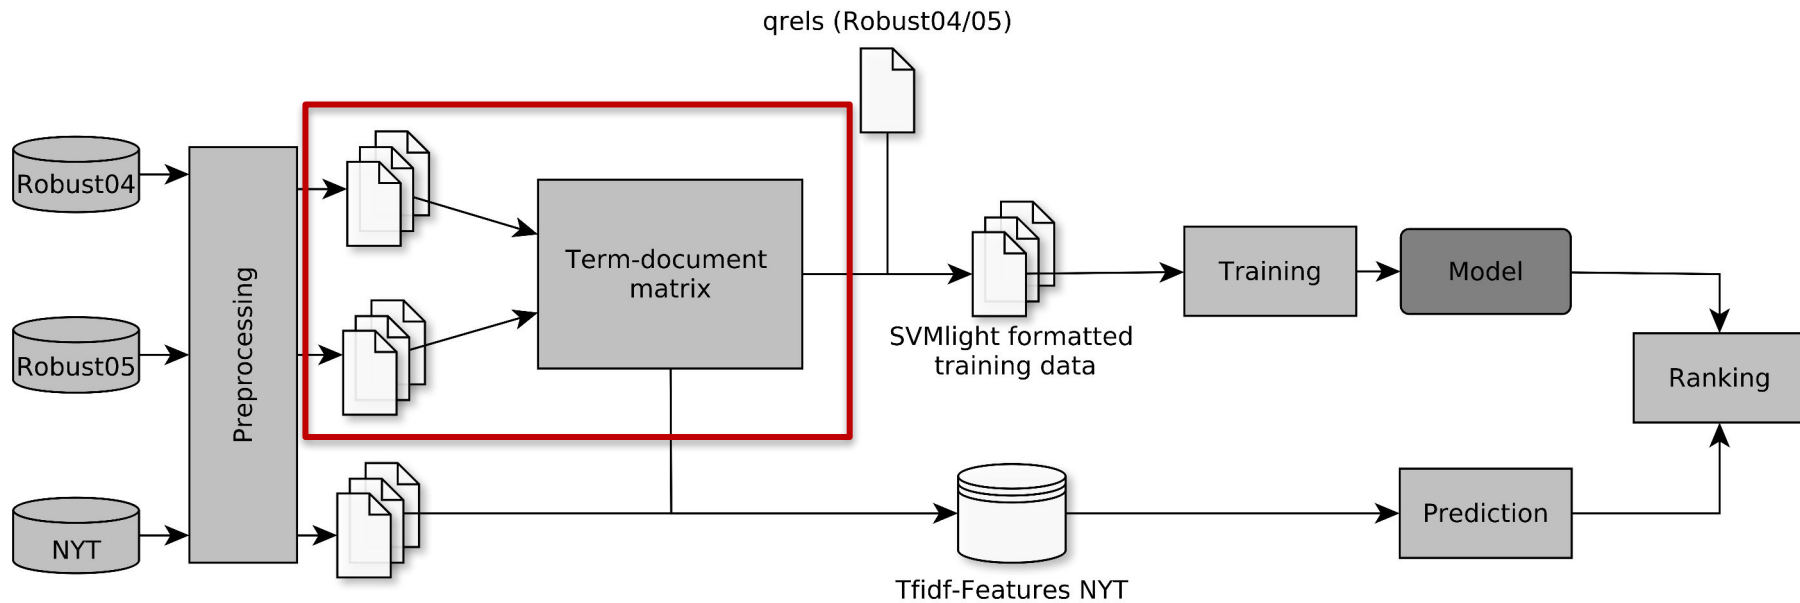 qrels (Robust04/05)
Robust04
Robust05
NYT
Preprocessing
Term-document
matrix
SVMlight formatted
training data
Training
Model
Ranking
Prediction
Tfidf-Features NYT